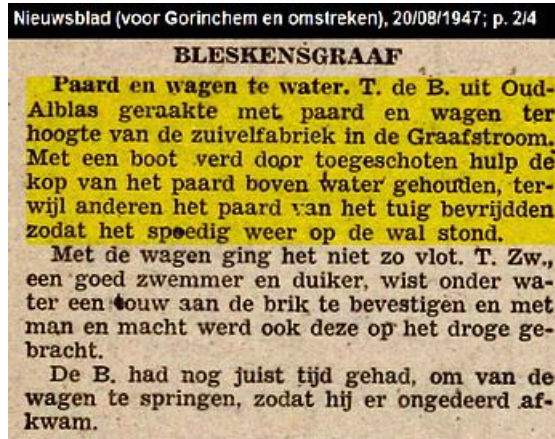 Nieuwsblad (voor Gorinchem en omstreken), 20/08/1947; p. 2/4
BLESKENSGRAAF
Paard en wagen te water. T. de B. uit Oud-
Alblas geraakte met paard en wagen ter
hoogte van de zuivelfabriek in de Graafstroom.
Met een boot verd door toegeschoten hulp de
kop van het paard boven water gehouden, ter-
wijl anderen het paard van het tuig bevrijdden
zodat het spoedig weer op de wal stond.
Met de wagen ging het niet zo vlot. T. Zw.,
een goed zwemmer en duiker, wist onder wa-
ter een touw aan de brik te bevestigen en met
man en macht werd ook deze op het droge ge-
bracht.
De B. had nog juist tijd gehad, om van de
wagen te springen, zodat hij er ongedeerd af-
kwam.